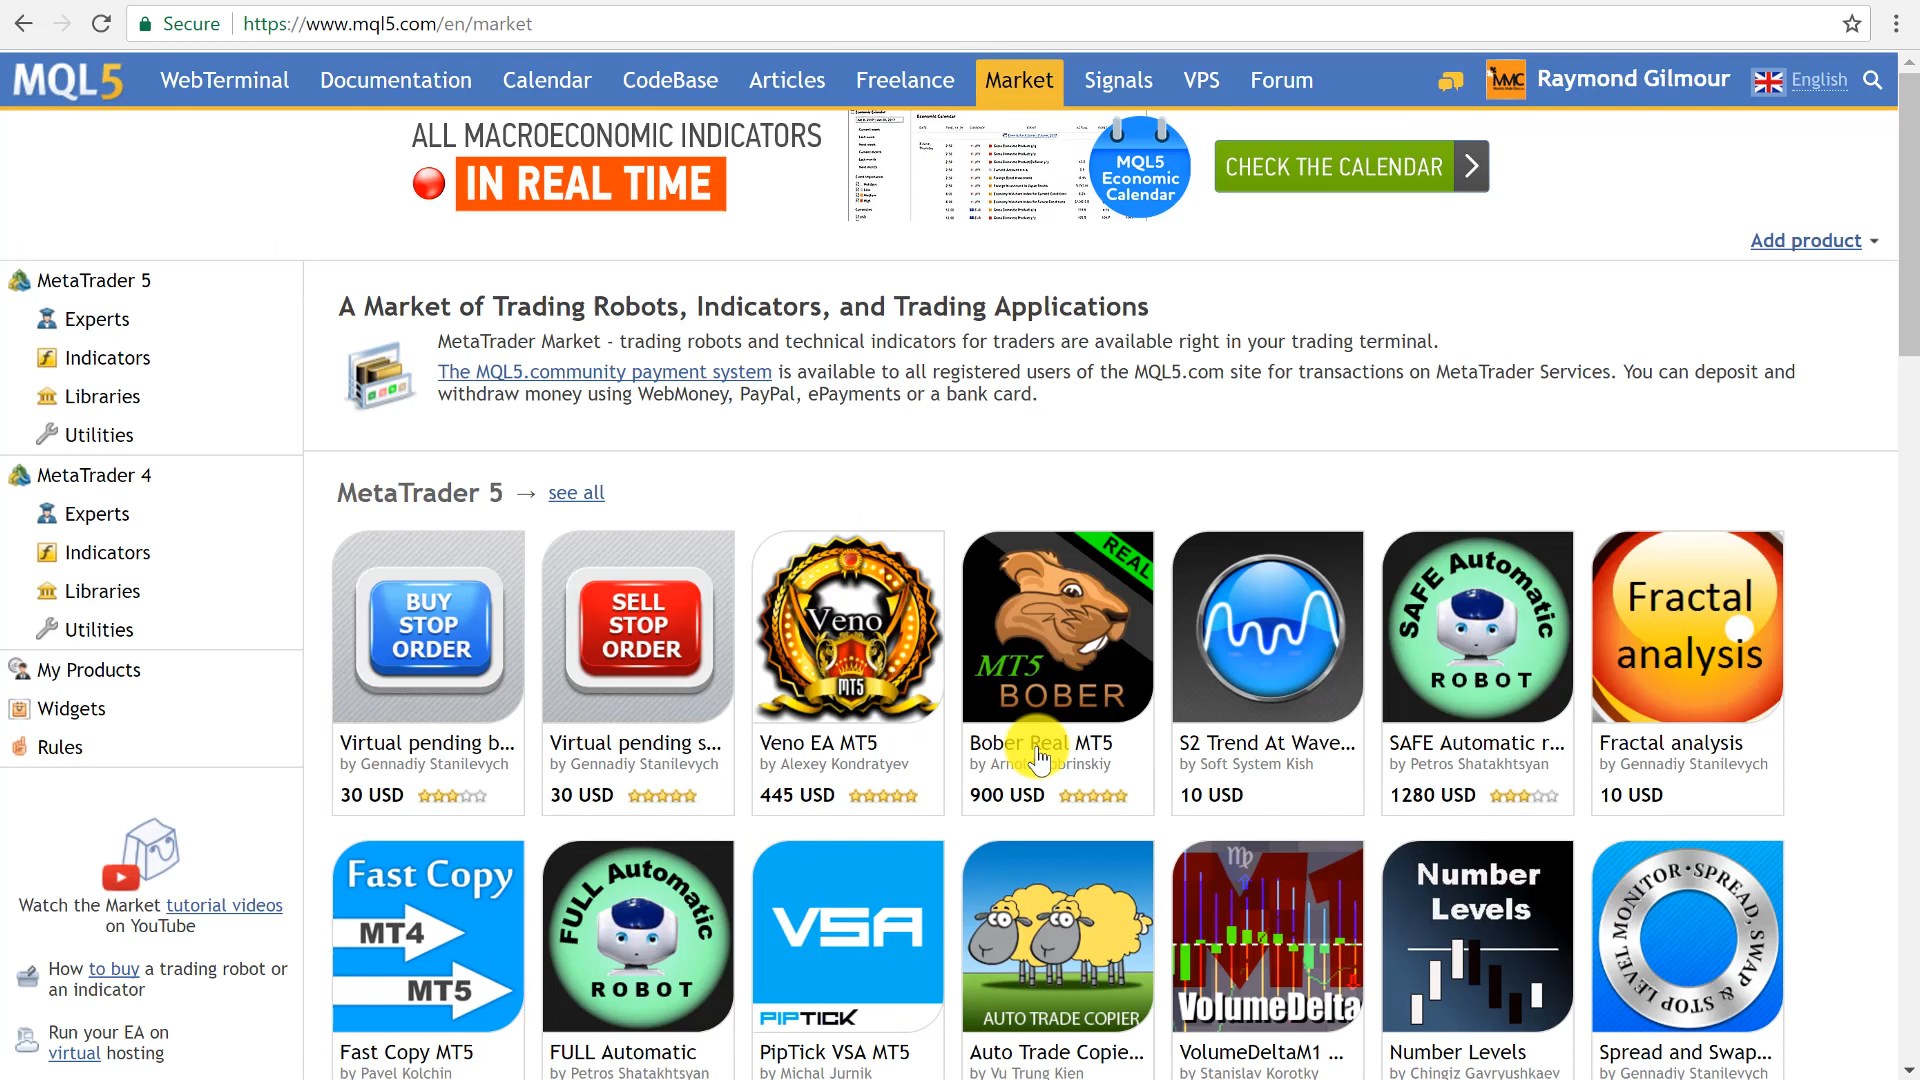 Secure
https://www.mql5.com/en/market
MQL5
WebTerminal
Documentation
Calendar
CodeBase
Articles
Freelance
Market
Signals
VPS
Forum
MMC
Raymond Gilmour
English
ALL MACROECONOMIC INDICATORS
IN REAL TIME
Economic Calendar
MQL5
Economic
Calendar
CHECK THE CALENDAR
Add product
MetaTrader 5
Experts
Indicators
Libraries
Utilities
MetaTrader 4
Experts
Indicators
Libraries
Utilities
My Products
Widgets
Rules
Watch the Market tutorial videos
on YouTube
How to buy a trading robot or
an indicator
Run your EA on
virtual hosting
A Market of Trading Robots, Indicators, and Trading Applications
MetaTrader Market - trading robots and technical indicators for traders are available right in your trading terminal.
The MQL5.community payment system is available to all registered users of the MQL5.com site for transactions on MetaTrader Services. You can deposit and
withdraw money using WebMoney, PayPal, ePayments or a bank card.
MetaTrader 5 → see all
BUY
STOP
ORDER
Virtual pending b...
by Gennadiy Stanilevych
30 USD
SELL
STOP
ORDER
Virtual pending s...
by Gennadiy Stanilevych
30 USD
Veno
MT5
Veno EA MT5
by Alexey Kondratyev
445 USD
REAL
MT5
BOBER
Bober Real MT5
by
900 USD
S2 Trend At Wave...
by Soft System Kish
10 USD
SAFE Automatic
ROBOT
SAFE Automatic r...
by Petros Shatakhtsyan
1280 USD
Fractal
analysis
Fractal analysis
by Gennadiy Stanilevych
10 USD
Fast Copy
MT4
MT5
Fast Copy MT5
by Pavel Kolchin
FULL Automatic
ROBOT
FULL Automatic
by Petros Shatakhtsyan
VSA
PIPTICK
PipTick VSA MT5
by Michal Jurnik
AUTO TRADE COPIER
Auto Trade Copie...
by Vu Trung Kien
VolumeDelta
VolumeDeltaM1 ...
by Stanislav Korotky
Number
Levels
Number Levels
by Chingiz Gavryushkaev
MONITOR • SPREAD, SWAP & STOP LEVEL
Spread and Swap...
by Gennadiy Stanilevych